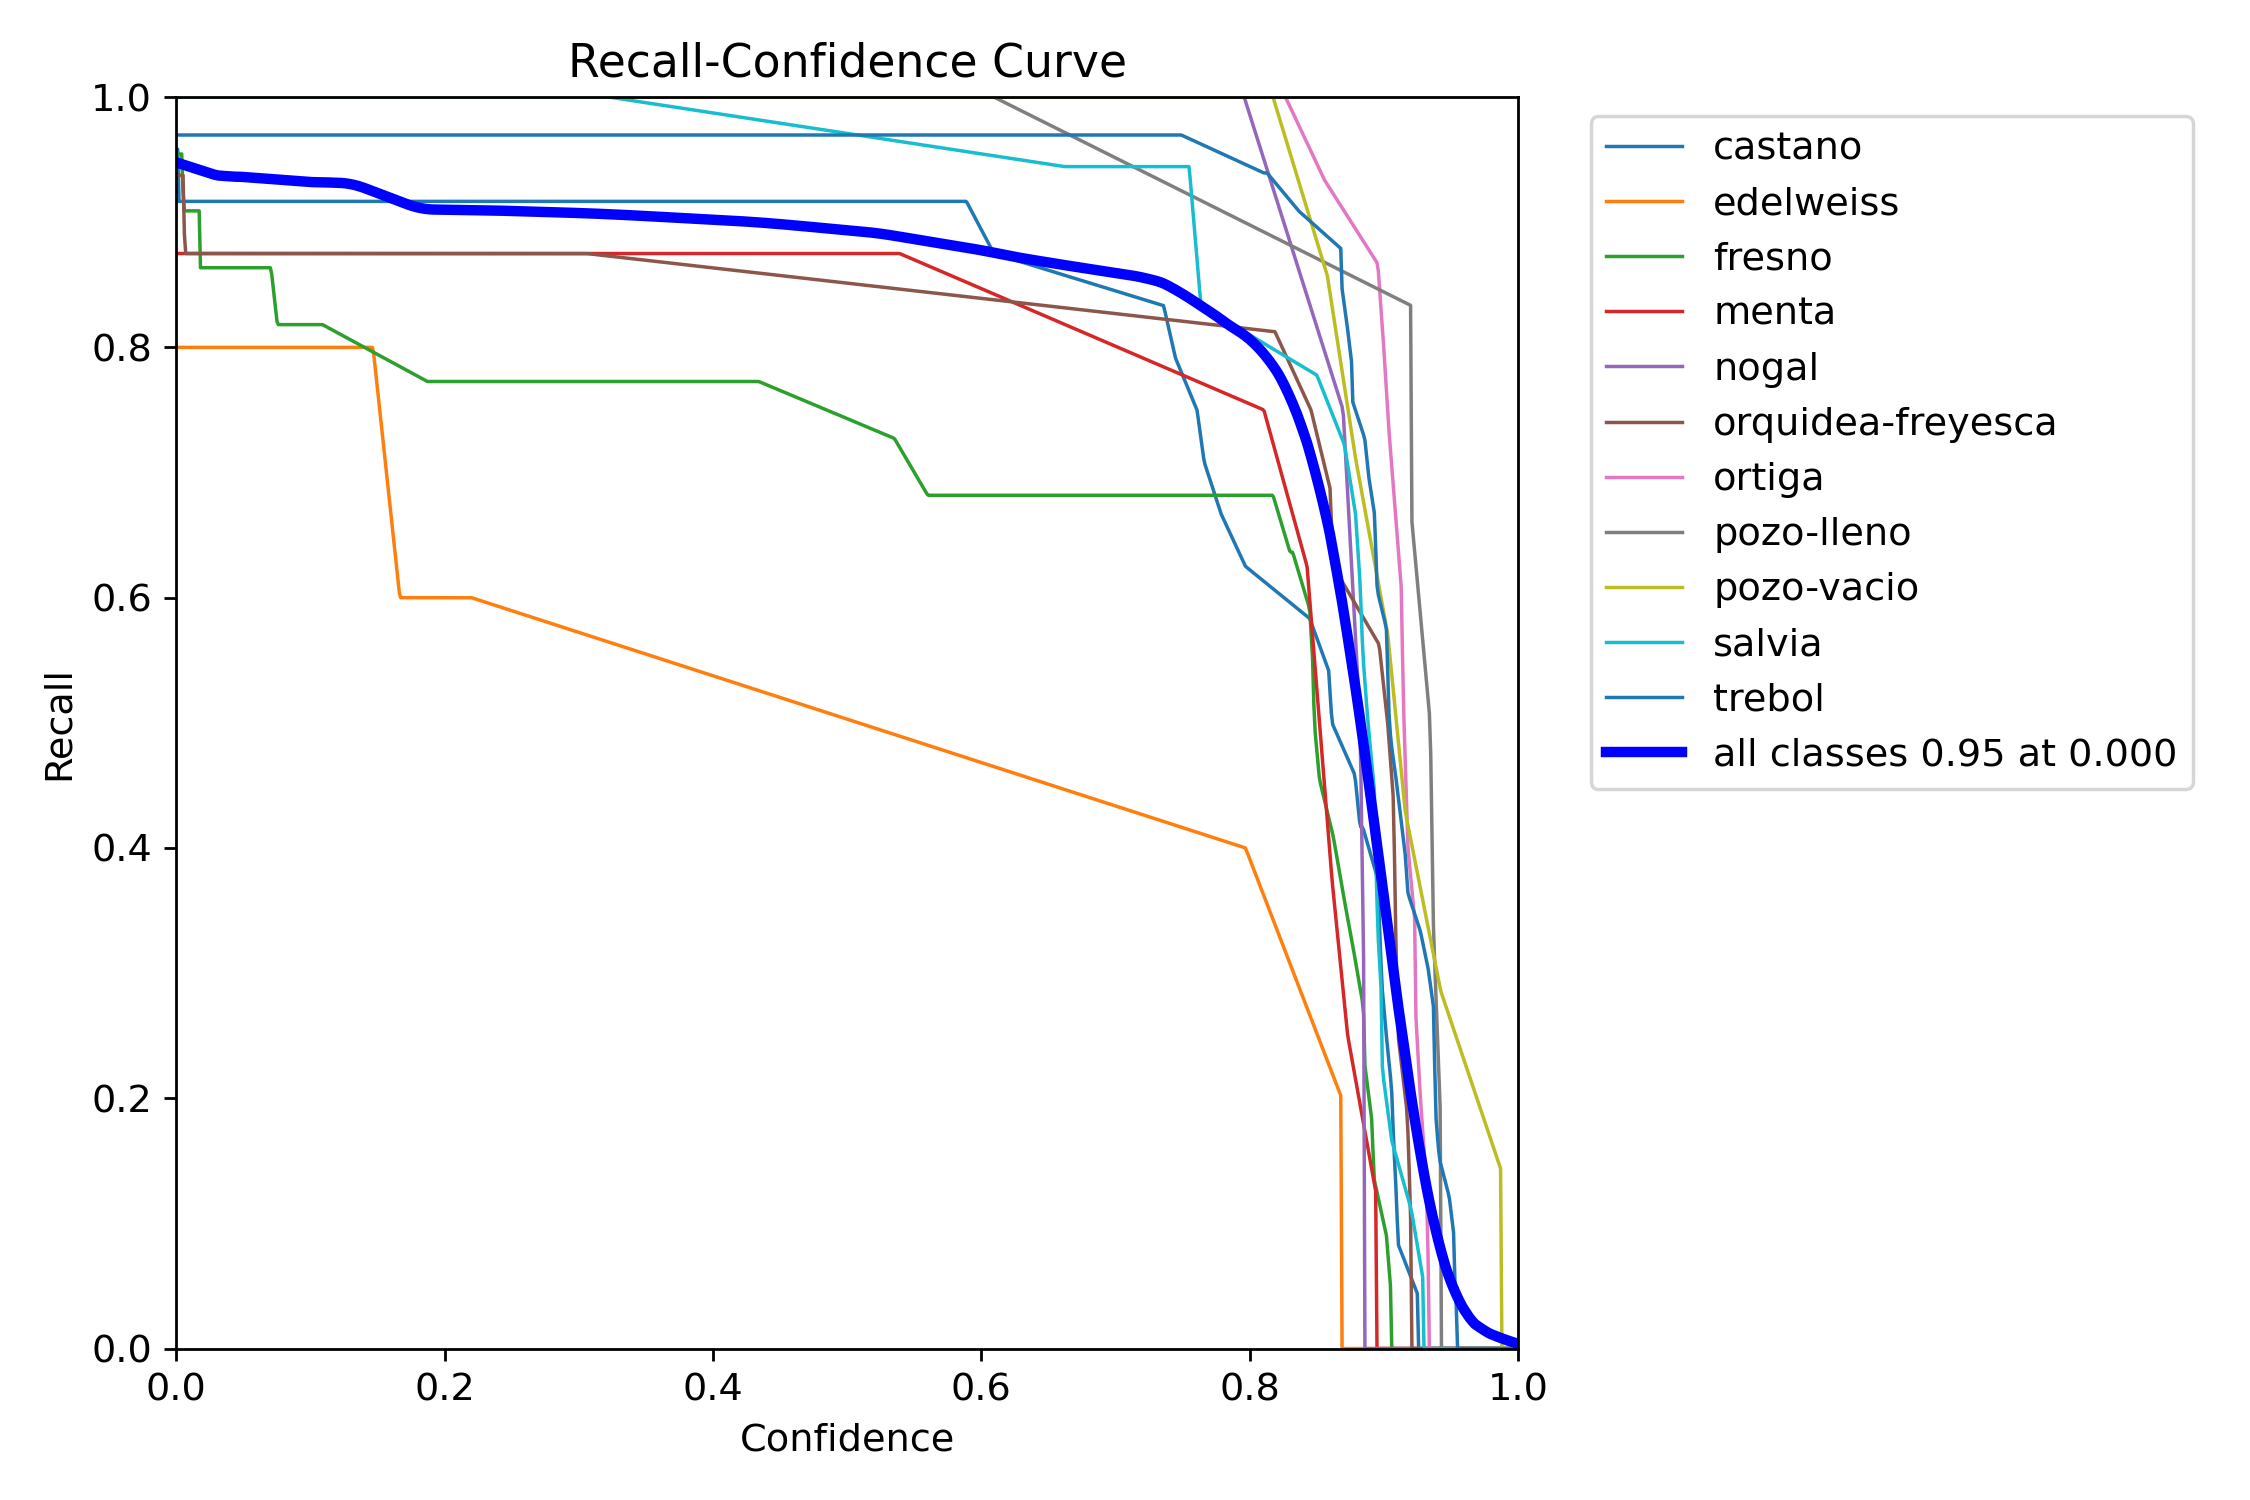 Recall-Confidence Curve
1.0
0.8
0.6
0.4
0.2
0.0
Recall
0.0 0.2 0.4 0.6 0.8 1.0
Confidence
castano
edelweiss
fresno
menta
nogal
orquidea-freyesca
ortiga
pozo-lleno
pozo-vacio
salvia
trebol
all classes 0.95 at 0.000